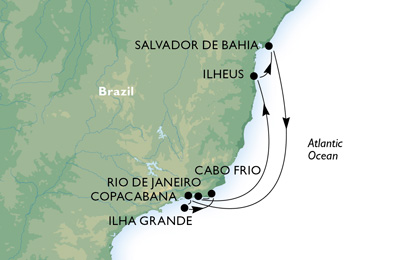 SALVADOR DE BAHIA
ILHEUS
Brazil
Atlantic
Ocean
CABO FRIO
RIO DE JANEIRO
COPACABANA
ILHA GRANDE